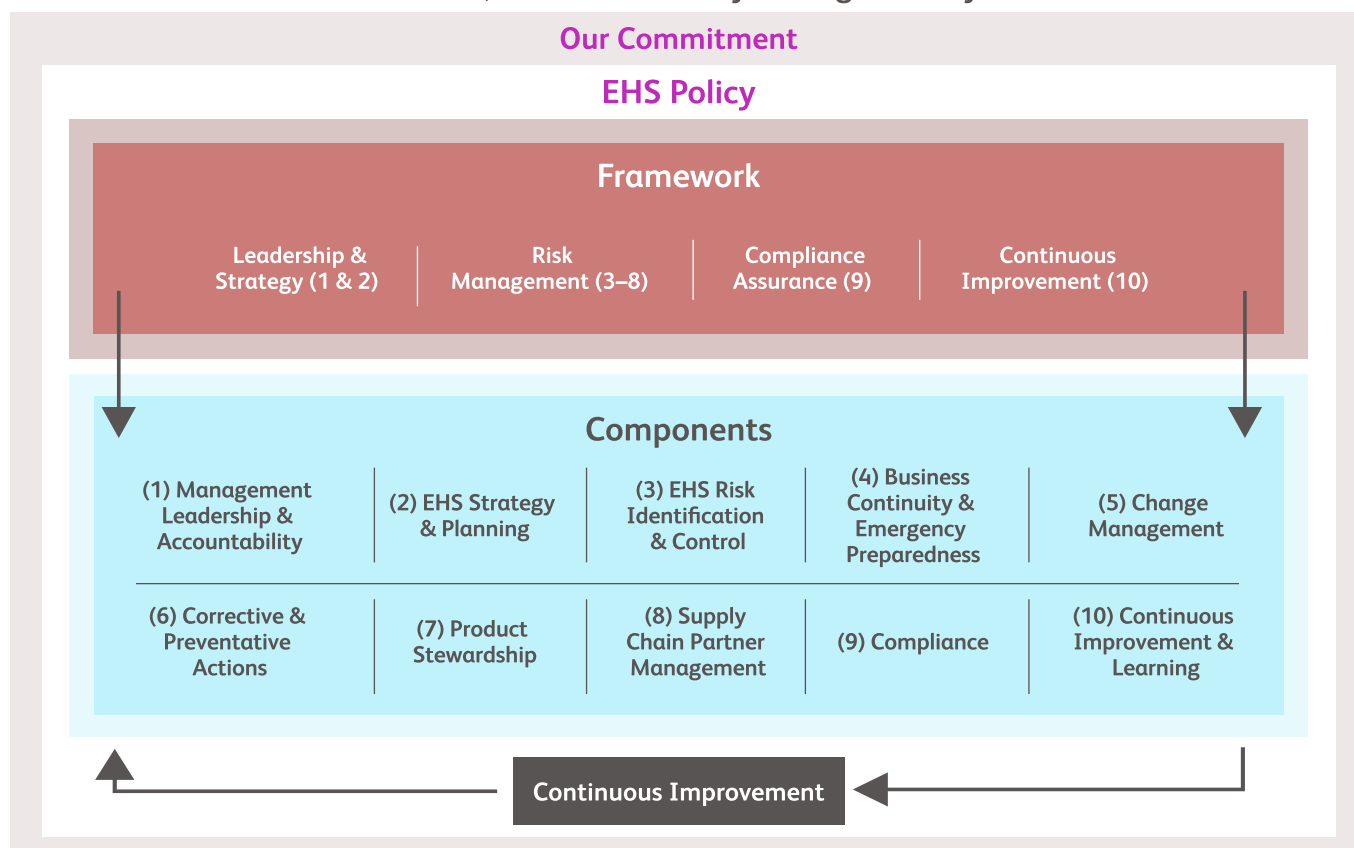 Our Commitment
EHS Policy
Framework
Leadership &
Strategy (1 & 2)
Risk
Management (3–8)
Compliance
Assurance (9)
Continuous
Improvement (10)
Components
(1) Management
Leadership &
Accountability
(2) EHS Strategy
& Planning
(3) EHS Risk
Identification
& Control
(4) Business
Continuity &
Emergency
Preparedness
(5) Change
Management
(6) Corrective &
Preventative
Actions
(7) Product
Stewardship
(8) Supply
Chain Partner
Management
(9) Compliance
(10) Continuous
Improvement &
Learning
Continuous Improvement